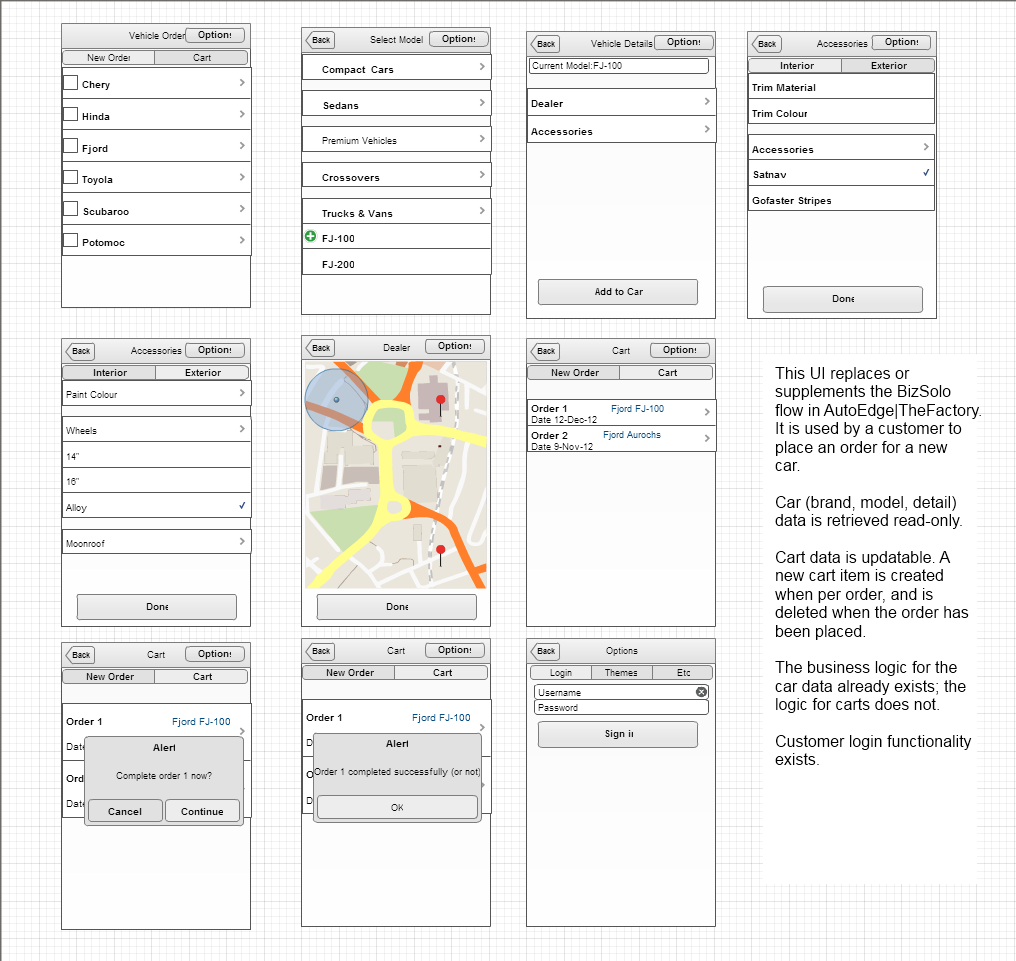 Vehicle Order
Options
New Order
Cart
Chery
Hinda
Fjord
Toyola
Scubaroo
Potomoc
Back
Select Model
Options
Compact Cars
Sedans
Premium Vehicles
Crossovers
Trucks & Vans
FJ-100
FJ-200
Back
Vehicle Details
Options
Current Model:FJ-100
Dealer
Accessories
Add to Car
Back
Accessories
Options
Interior
Exterior
Trim Material
Trim Colour
Accessories
Satnav
Gofaster Stripes
Done
Back
Accessories
Options
Interior
Exterior
Paint Colour
Wheels
14"
16"
Alloy
Moonroof
Done
Back
Dealer
Options
Done
Back
Cart
Options
New Order
Cart
Order 1
Fjord FJ-100
Date 12-Dec-12
Order 2
Fjord Aurochs
Date 9-Nov-12
This UI replaces or
supplements the BizSolo
flow in AutoEdge|TheFactory.
It is used by a customer to
place an order for a new
car.
Car (brand, model, detail)
data is retrieved read-only.
Cart data is updatable. A
new cart item is created
when per order, and is
deleted when the order has
been placed.
The business logic for the
car data already exists; the
logic for carts does not.
Customer login functionality
exists.
Back
Cart
Options
New Order
Cart
Order 1
Fjord FJ-100
Date
Ord
Date
Alert
Complete order 1 now?
Cancel
Continue
Back
Cart
Options
New Order
Cart
Order 1
Fjord FJ-100
D
O
D
Alert
Order 1 completed successfully (or not)
OK
Back
Options
Login
Themes
Etc
Username
Password
Sign in